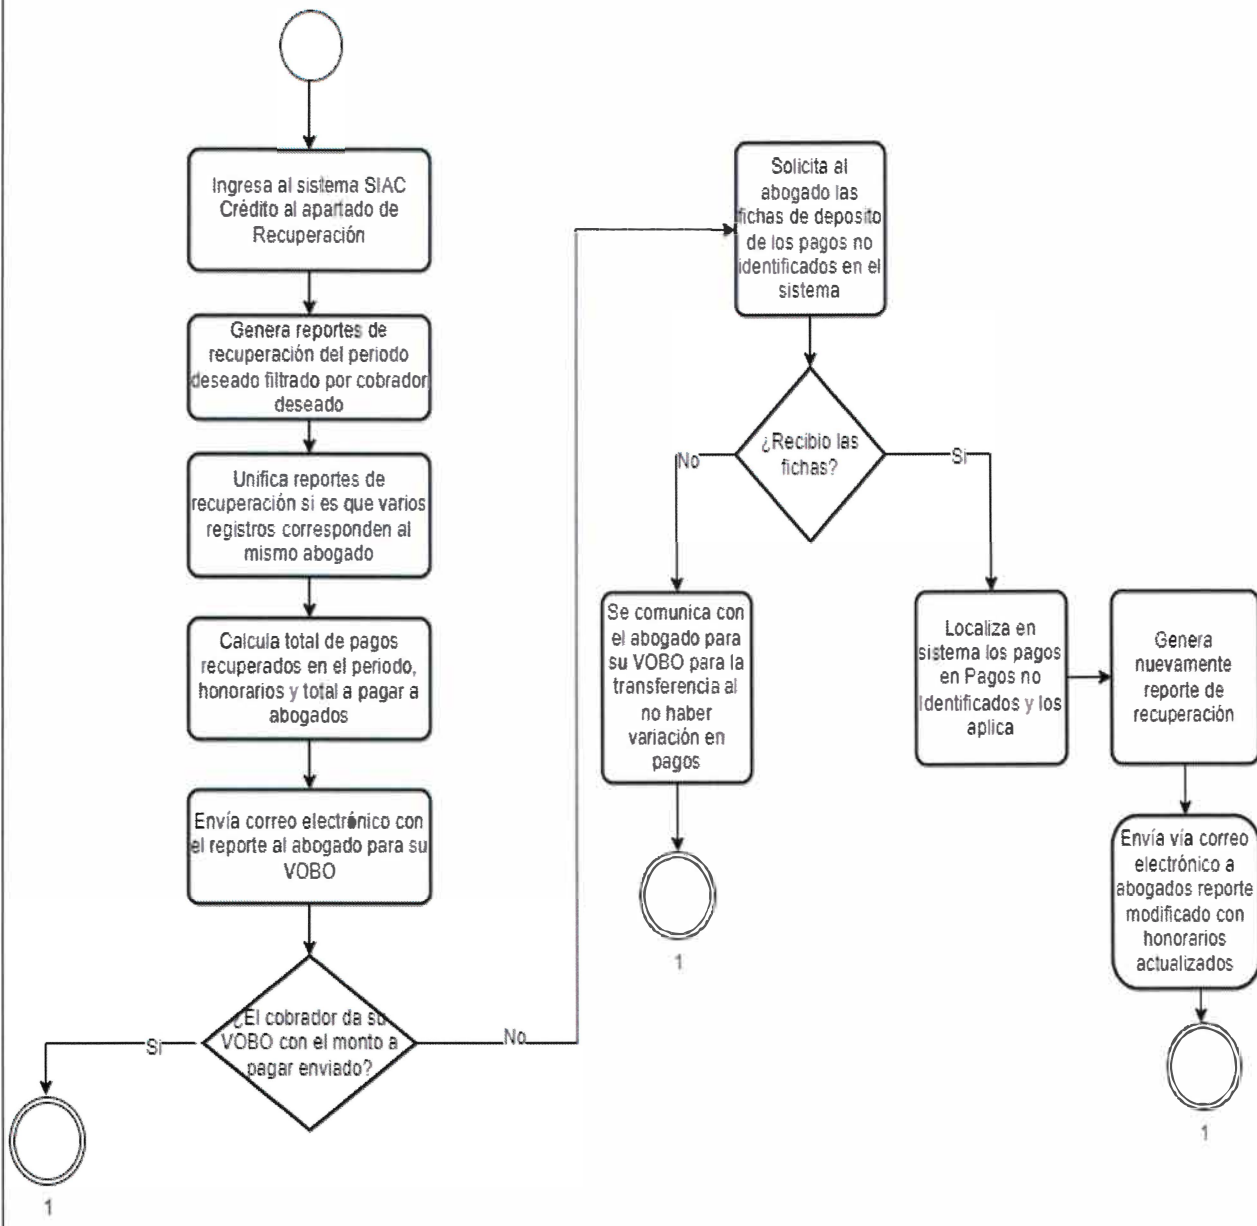 Ingresa al sistema SIAC
Crédito al apartado de
Recuperación
Genera reportes de
recuperación del periodo
deseado filtrado por cobrador
deseado
Unifica reportes de
recuperación si es que varios
registros corresponden al
mismo abogado
Calcula total de pagos
recuperados en el periodo,
honorarios y total a pagar a
abogados
Envía correo electrónico con
el reporte al abogado para su
VOBO
¿El cobrador da su
VOBO con el monto a
pagar enviado?
Si
No
1
Solicita al
abogado las
fichas de deposito
de los pagos no
identificados en el
sistema
¿Recibio las
fichas?
No
Si
Se comunica con
el abogado para
su VOBO para la
transferencia al
no haber
variación en
pagos
1
Localiza en
sistema los pagos
en Pagos no
Identificados y los
aplica
Genera
nuevamente
reporte de
recuperación
Envía vía correo
electrónico a
abogados reporte
modificado con
honorarios
actualizados
1